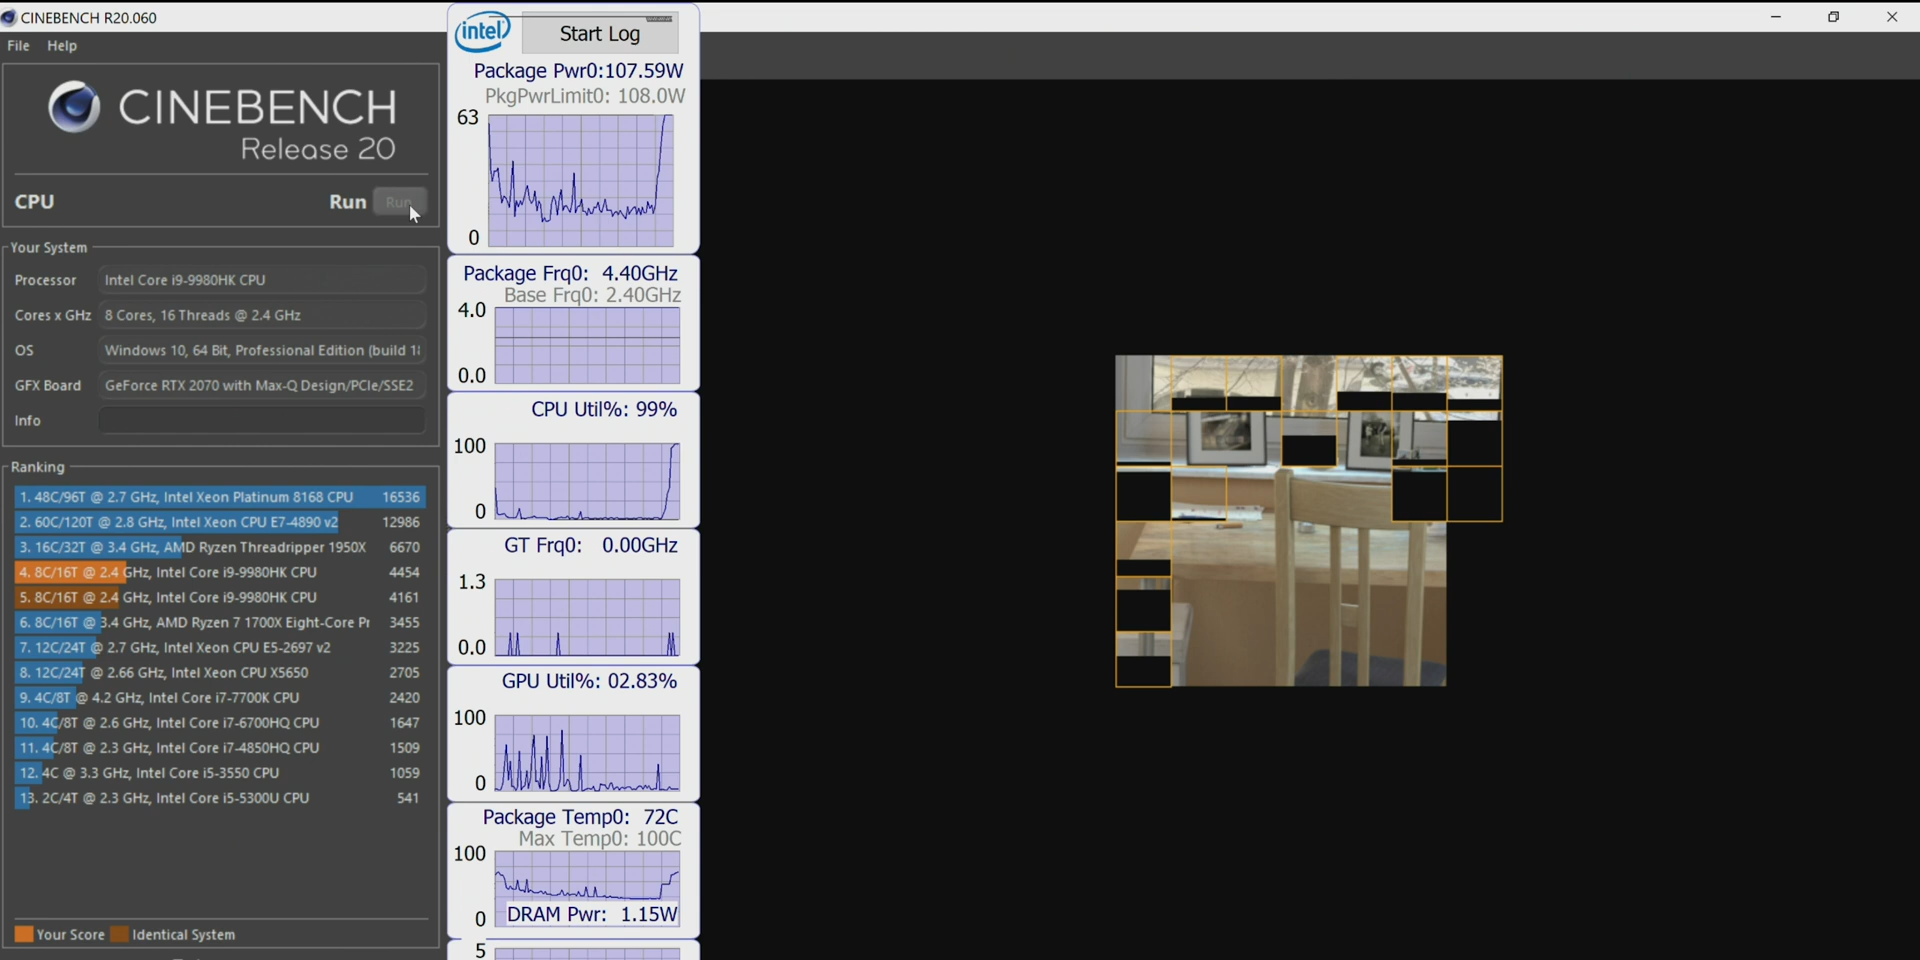 CINEBENCH R20.060
File Help
CINEBENCH
Release 20
CPU Run Run
Your System
Processor Intel Core i9-9980HK CPU
Cores x GHz 8 Cores, 16 Threads @ 2.4 GHz
OS Windows 10, 64 Bit, Professional Edition (build 18
GFX Board GeForce RTX 2070 with Max-Q Design/PCIe/SSE2
Info
Ranking
1. 48C/96T @ 2.7 GHz, Intel Xeon Platinum 8168 CPU 16536
2. 60C/120T @ 2.8 GHz, Intel Xeon CPU E7-4890 v2 12986
3. 16C/32T @ 3.4 GHz, AMD Ryzen Threadripper 1950X 6670
4. 8C/16T @ 2.4 GHz, Intel Core i9-9980HK CPU 4454
5. 8C/16T @ 2.4 GHz, Intel Core i9-9980HK CPU 4161
6. 8C/16T @ 3.4 GHz, AMD Ryzen 7 1700X Eight-Core Pr 3455
7. 12C/24T @ 2.7 GHz, Intel Xeon CPU E5-2697 v2 3225
8. 12C/24T @ 2.66 GHz, Intel Xeon CPU X5650 2705
9. 4C/8T @ 4.2 GHz, Intel Core i7-7700K CPU 2420
10. 4C/8T @ 2.6 GHz, Intel Core i7-6700HQ CPU 1647
11. 4C/8T @ 2.3 GHz, Intel Core i7-4850HQ CPU 1509
12. 4C @ 3.3 GHz, Intel Core i5-3550 CPU 1059
13. 2C/4T @ 2.3 GHz, Intel Core i5-5300U CPU 541
Your Score Identical System
intel Start Log
Package Pwr0:107.59W
PkgPwrLimit0: 108.0W
63
0
Package Frq0: 4.40GHz
Base Frq0: 2.40GHz
4.0
0.0
CPU Util%: 99%
100
0
GT Frq0: 0.00GHz
1.3
0.0
GPU Util%: 02.83%
100
0
Package Temp0: 72C
Max Temp0: 100C
100
0
DRAM Pwr: 1.15W
5